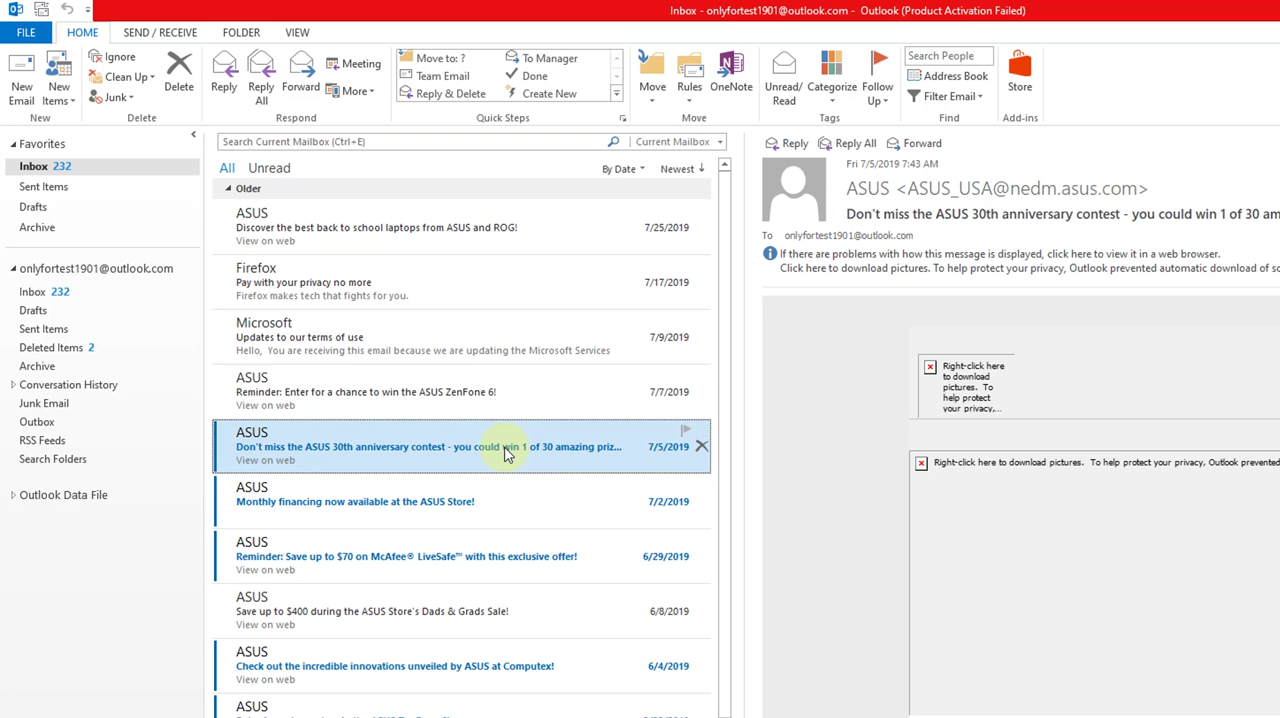 Inbox - onlyfortest1901@outlook.com - Outlook (Product Activation Failed)
FILE HOME SEND / RECEIVE FOLDER VIEW
New Email
New Items
New
Ignore
Clean Up
Junk
Delete
Delete
Reply
Reply All
Forward
Meeting
More
Respond
Move to: ?
Team Email
Reply & Delete
To Manager
Done
Create New
Quick Steps
Move
Rules
OneNote
Move
Unread/ Read
Categorize
Follow Up
Tags
Search People
Address Book
Filter Email
Find
Store
Add-ins
Favorites
Inbox 232
Sent Items
Drafts
Archive
onlyfortest1901@outlook.com
Inbox 232
Drafts
Sent Items
Deleted Items 2
Archive
Conversation History
Junk Email
Outbox
RSS Feeds
Search Folders
Outlook Data File
Search Current Mailbox (Ctrl+E) Current Mailbox
All Unread By Date Newest
Older
ASUS
Discover the best back to school laptops from ASUS and ROG! 7/25/2019
View on web
Firefox
Pay with your privacy no more 7/17/2019
Firefox makes tech that fights for you.
Microsoft
Updates to our terms of use 7/9/2019
Hello, You are receiving this email because we are updating the Microsoft Services
ASUS
Reminder: Enter for a chance to win the ASUS ZenFone 6! 7/7/2019
View on web
ASUS
Don't miss the ASUS 30th anniversary contest - you could win 1 of 30 amazing priz... 7/5/2019
View on web
ASUS
Monthly financing now available at the ASUS Store! 7/2/2019
ASUS
Reminder: Save up to $70 on McAfee® LiveSafe™ with this exclusive offer! 6/29/2019
View on web
ASUS
Save up to $400 during the ASUS Store's Dads & Grads Sale! 6/8/2019
View on web
ASUS
Check out the incredible innovations unveiled by ASUS at Computex! 6/4/2019
View on web
ASUS
Reply Reply All Forward
Fri 7/5/2019 7:43 AM
ASUS <ASUS_USA@nedm.asus.com>
Don't miss the ASUS 30th anniversary contest - you could win 1 of 30 am
To onlyfortest1901@outlook.com
If there are problems with how this message is displayed, click here to view it in a web browser.
Click here to download pictures. To help protect your privacy, Outlook prevented automatic download of so
Right-click here
to download
pictures. To
help protect
your privacy,...
Right-click here to download pictures. To help protect your privacy, Outlook prevented